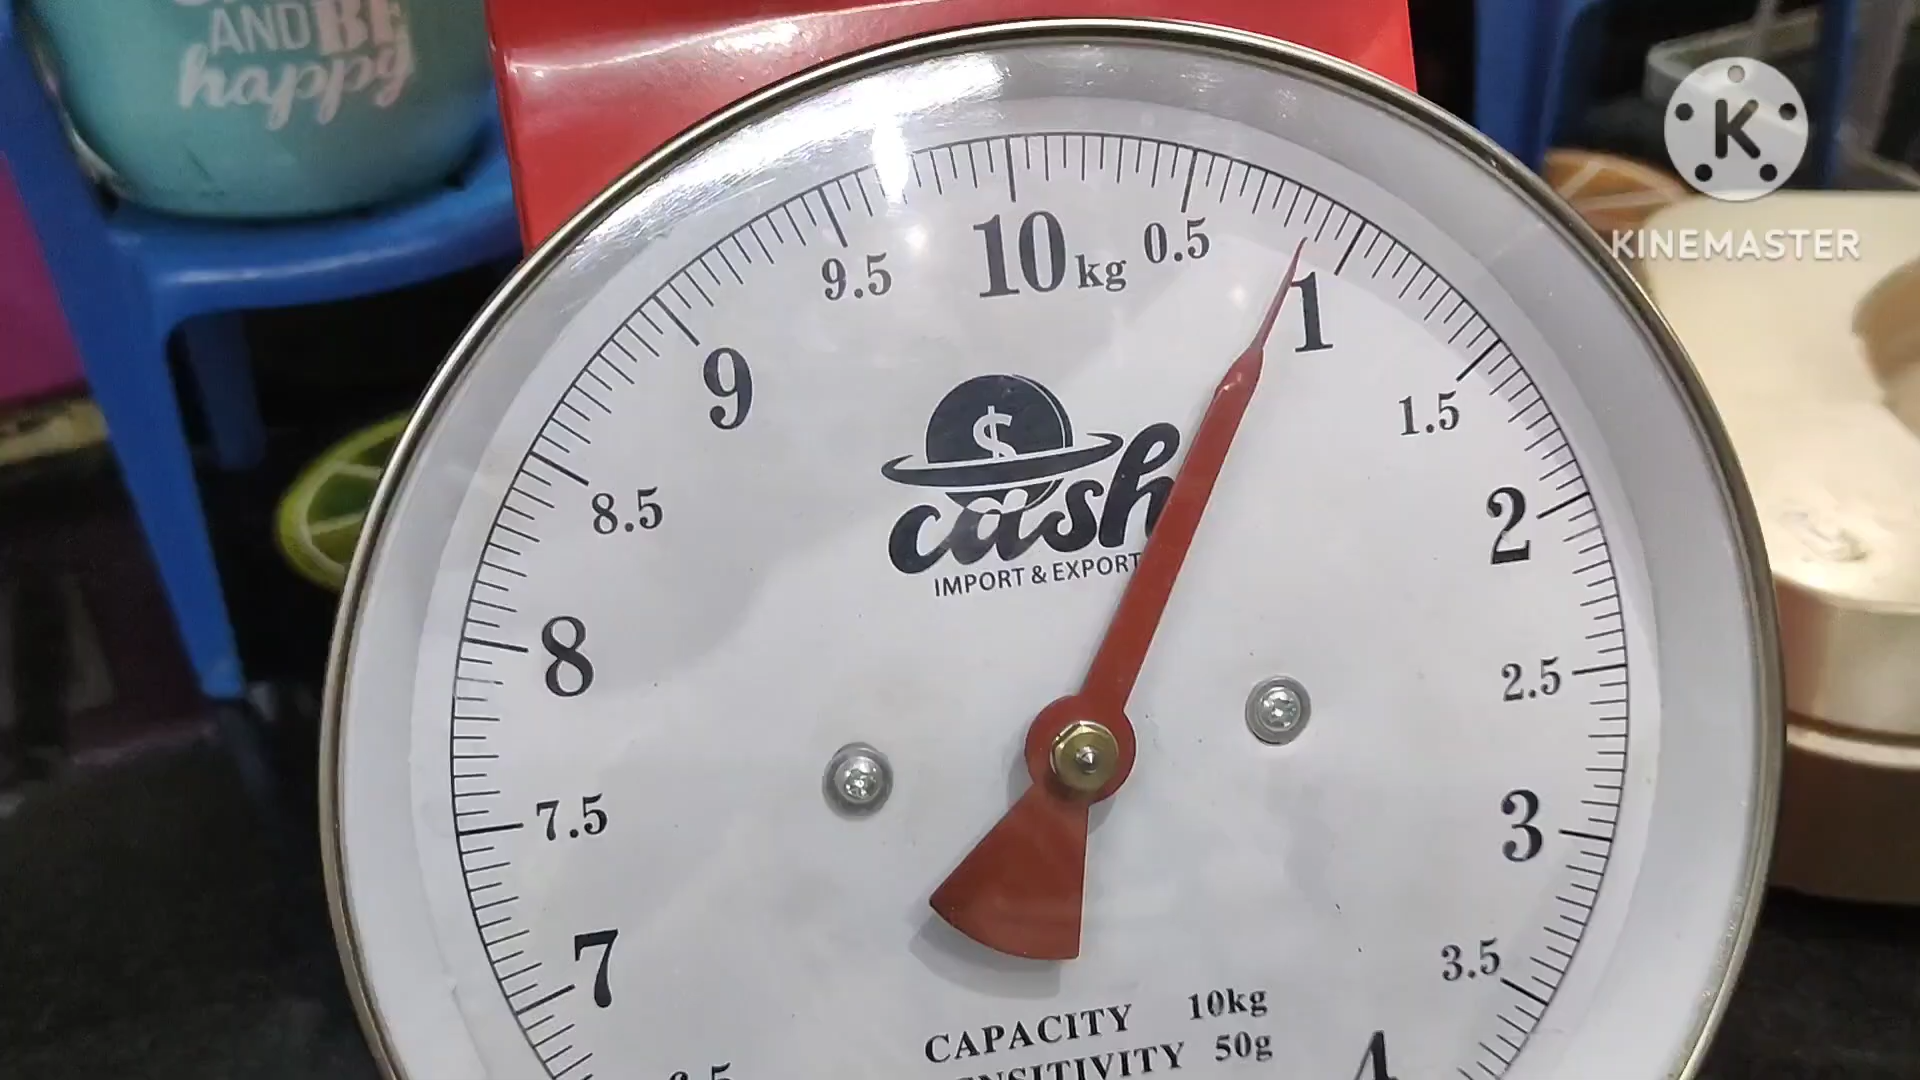 AND BE
happy
K
KINEMASTER
10 kg
0.5
1
1.5
2
2.5
3
3.5
4
7
7.5
8
8.5
9
9.5
$
cash
IMPORT & EXPORT
CAPACITY 10kg
50g